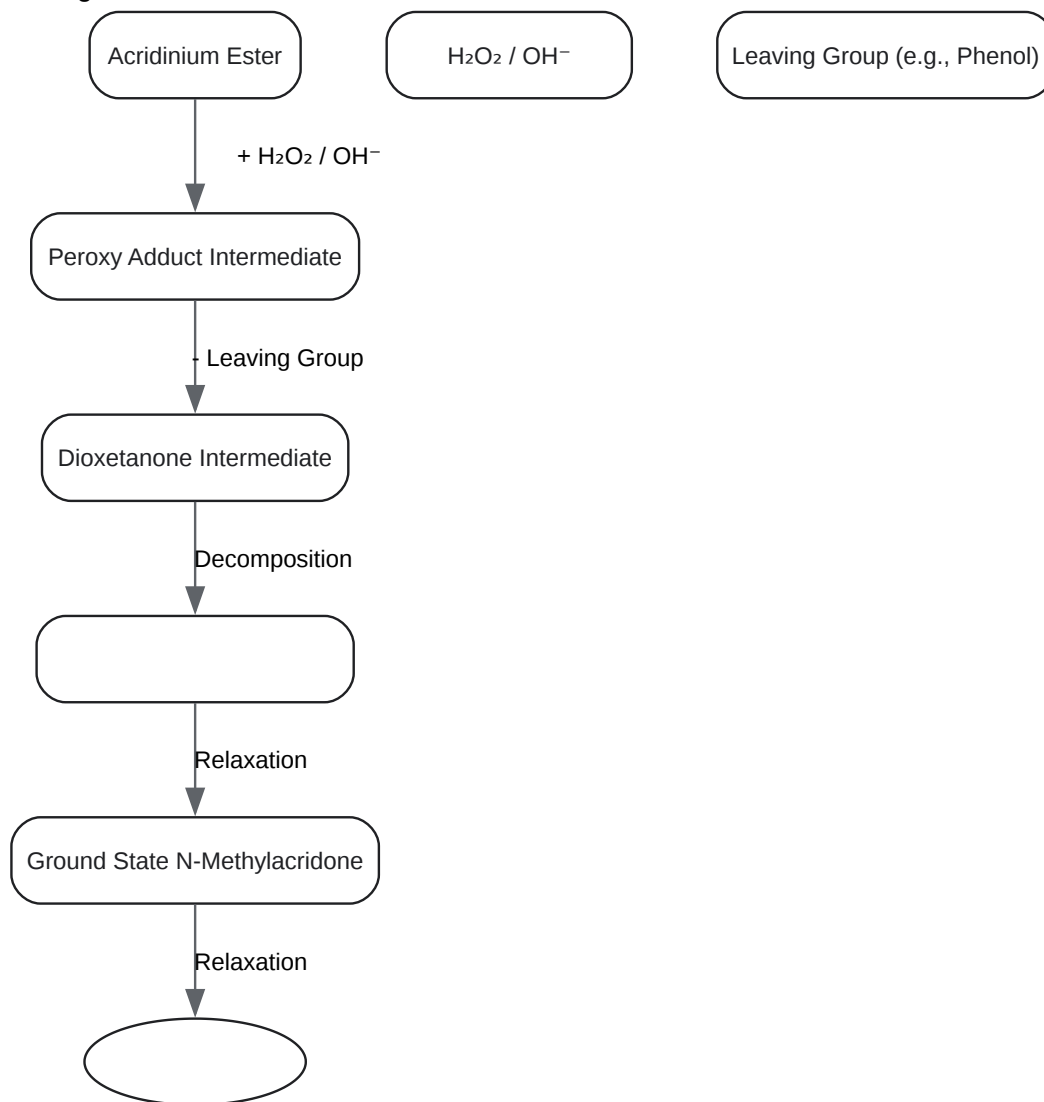 Acridinium Ester
H₂O₂ / OH⁻
Leaving Group (e.g., Phenol)
+ H₂O₂ / OH⁻
Peroxy Adduct Intermediate
- Leaving Group
Dioxetanone Intermediate
Decomposition
Relaxation
Ground State N-Methylacridone
Relaxation